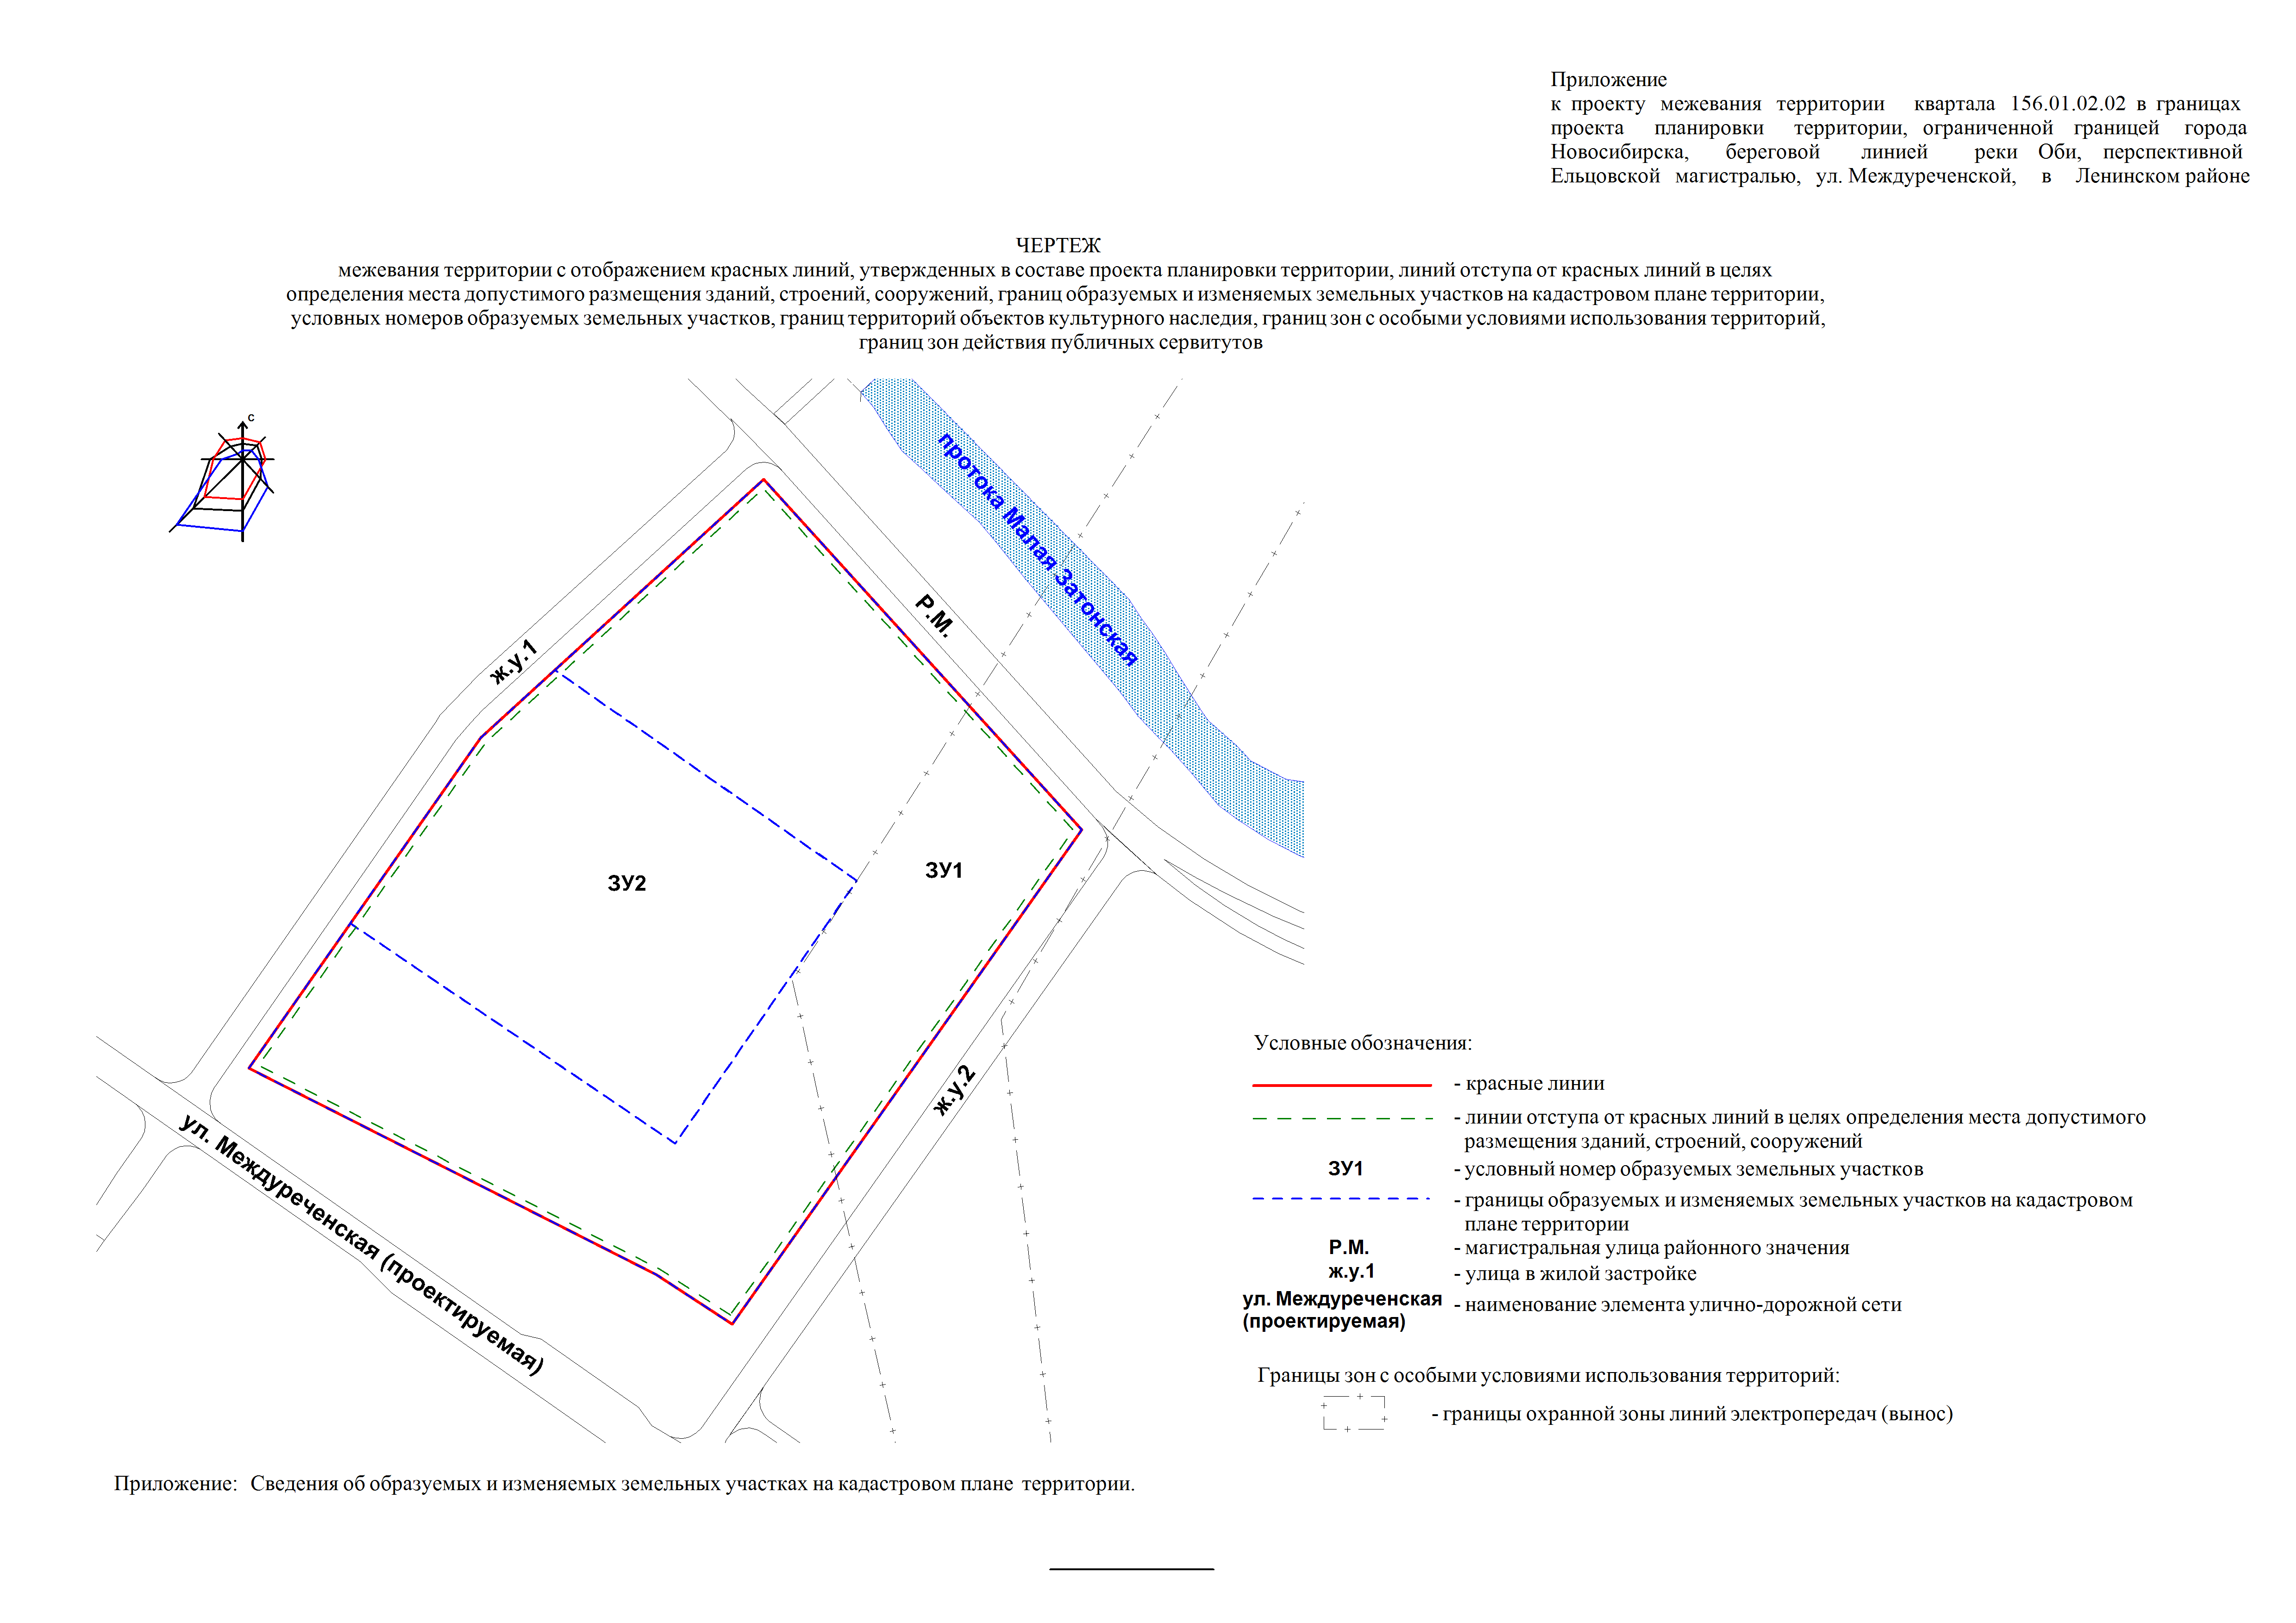 Приложение
к проекту межевания территории квартала 156.01.02.02 в границах
проекта планировки территории, ограниченной границей города
Новосибирска, береговой линией реки Оби, перспективной
Ельцовской магистралью, ул. Междуреченской, в Ленинском районе
ЧЕРТЕЖ
межевания территории с отображением красных линий, утвержденных в составе проекта планировки территории, линий отступа от красных линий в целях
определения места допустимого размещения зданий, строений, сооружений, границ образуемых и изменяемых земельных участков на кадастровом плане территории,
условных номеров образуемых земельных участков, границ территорий объектов культурного наследия, границ зон с особыми условиями использования территорий,
границ зон действия публичных сервитутов
С
протока Малая Затонская
Р.М.
ж.у.1
ЗУ1
ЗУ2
ж.у.2
ул. Междуреченская (проектируемая)
Условные обозначения:
- красные линии
- линии отступа от красных линий в целях определения места допустимого
размещения зданий, строений, сооружений
ЗУ1 - условный номер образуемых земельных участков
- границы образуемых и изменяемых земельных участков на кадастровом
плане территории
Р.М. - магистральная улица районного значения
ж.у.1 - улица в жилой застройке
ул. Междуреченская - наименование элемента улично-дорожной сети
(проектируемая)
Границы зон с особыми условиями использования территорий:
- границы охранной зоны линий электропередач (вынос)
Приложение: Сведения об образуемых и изменяемых земельных участках на кадастровом плане территории.